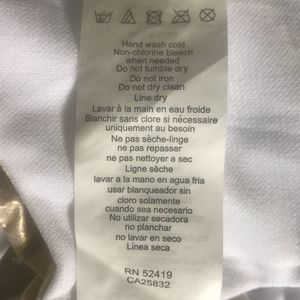 Hand wash cold
Non-chlorine bleach
when needed
Do not tumble dry
Do not iron
Do not dry clean
Line dry
Lavar à la main en eau froide
Blanchir sans clore si nécessaire
uniquement au besoin
Ne pas sèche-linge
ne pas repasser
ne pas nettoyer a sec
Ligne sèche
lavar a la mano en agua fria
usar blanqueador sin
cloro solamente
cuando sea necesario
No utilizar secadora
no planchar
no lavar en seco
Línea seca
RN 52419
CA25832